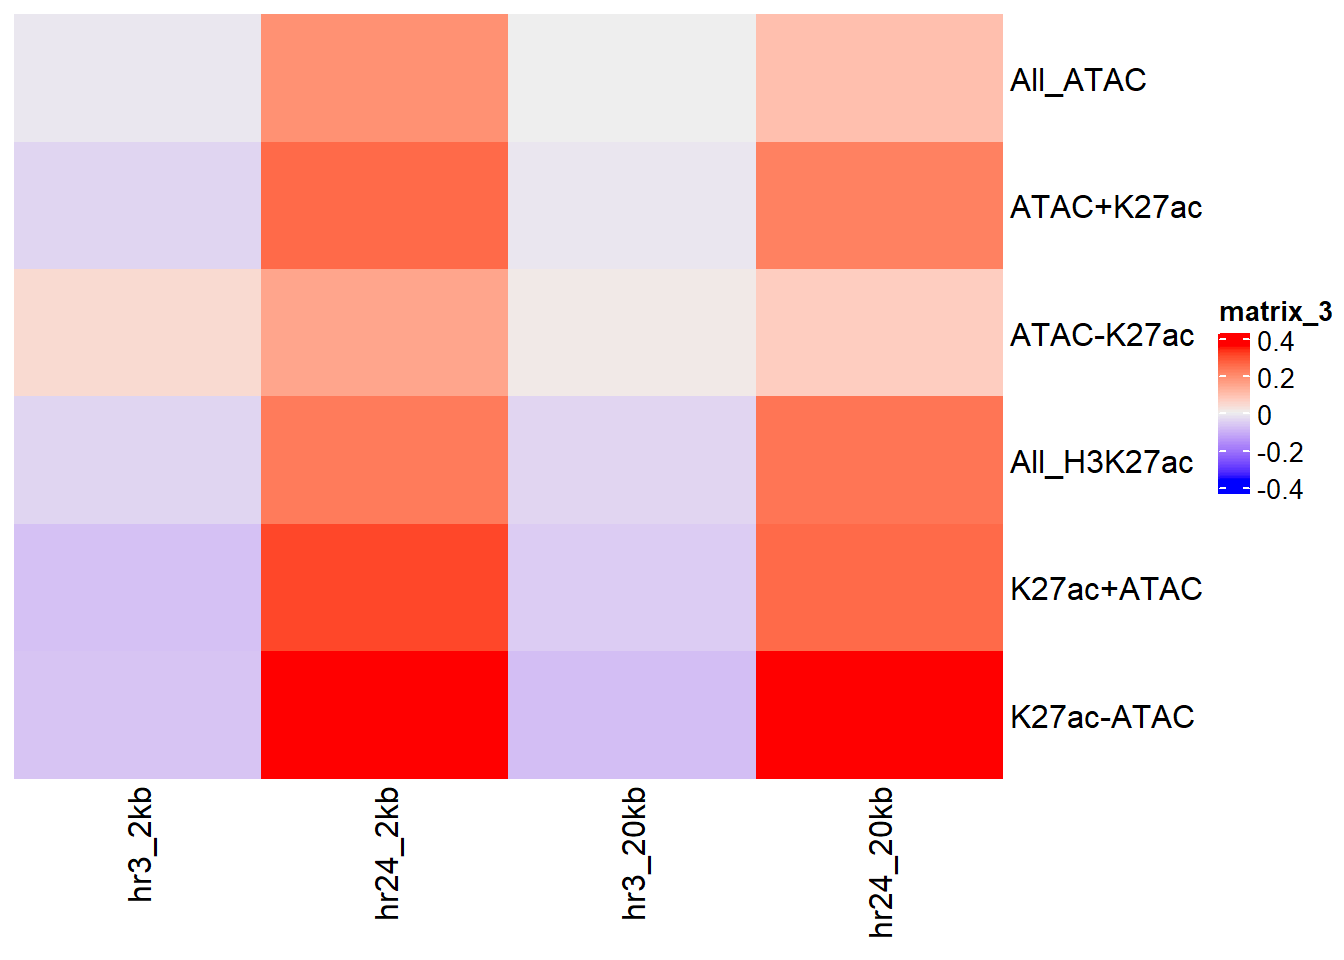 All_ATAC
ATAC+K27ac
ATAC-K27ac
All_H3K27ac
K27ac+ATAC
K27ac-ATAC
matrix_3
0.4
0.2
0
-0.2
-0.4
hr3_2kb
hr24_2kb
hr3_20kb
hr24_20kb